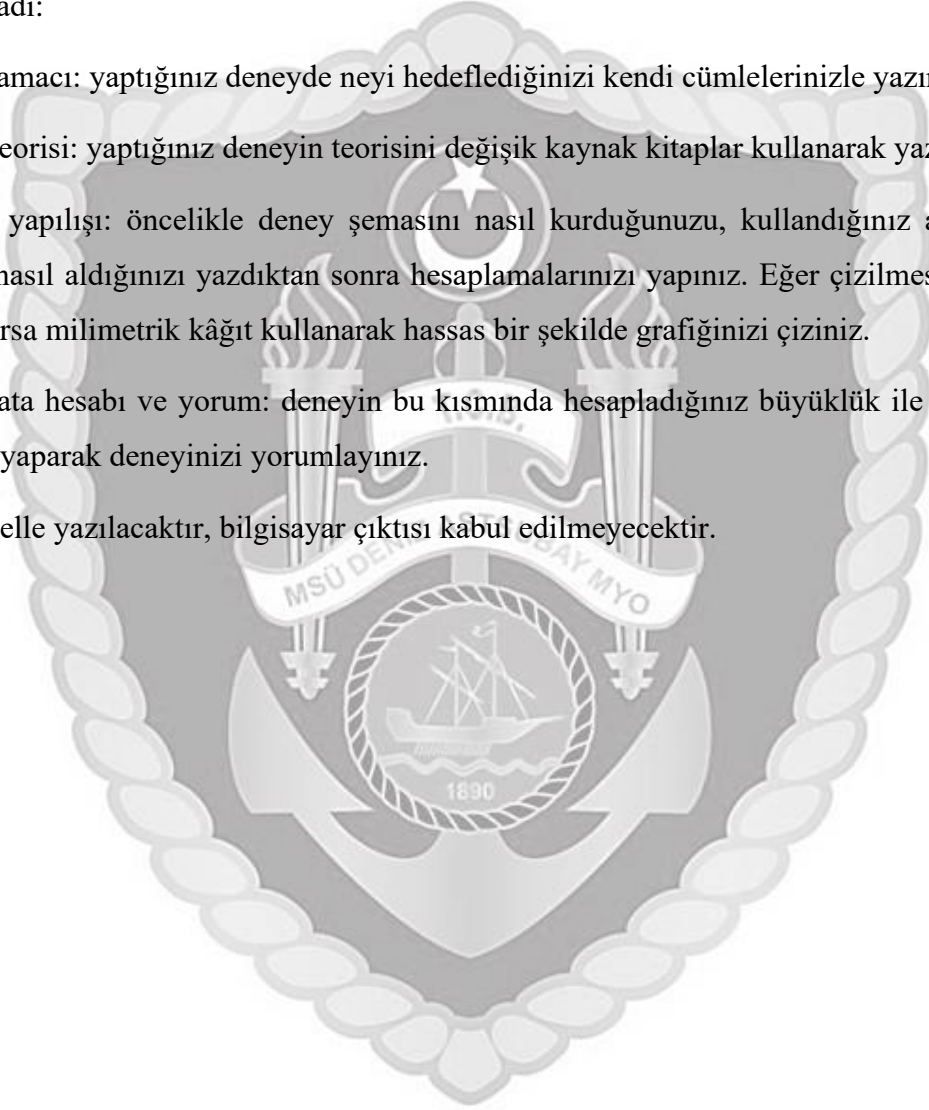 adı:
amacı: yaptığınız deneyde neyi hedeflediğinizi kendi cümlelerinizle yazın
eorisi: yaptığınız deneyin teorisini değişik kaynak kitaplar kullanarak yaz
yapılışı: öncelikle deney şemasını nasıl kurduğunuzu, kullandığınız a
nasıl aldığınızı yazdıktan sonra hesaplamalarınızı yapınız. Eğer çizilmes
rsa milimetrik kâğıt kullanarak hassas bir şekilde grafiğinizi çiziniz.
ata hesabı ve yorum: deneyin bu kısmında hesapladığınız büyüklük ile
yaparak deneyinizi yorumlayınız.
elle yazılacaktır, bilgisayar çıktısı kabul edilmeyecektir.
MSÜ DENİZ ASTSUBAY MYO
1890